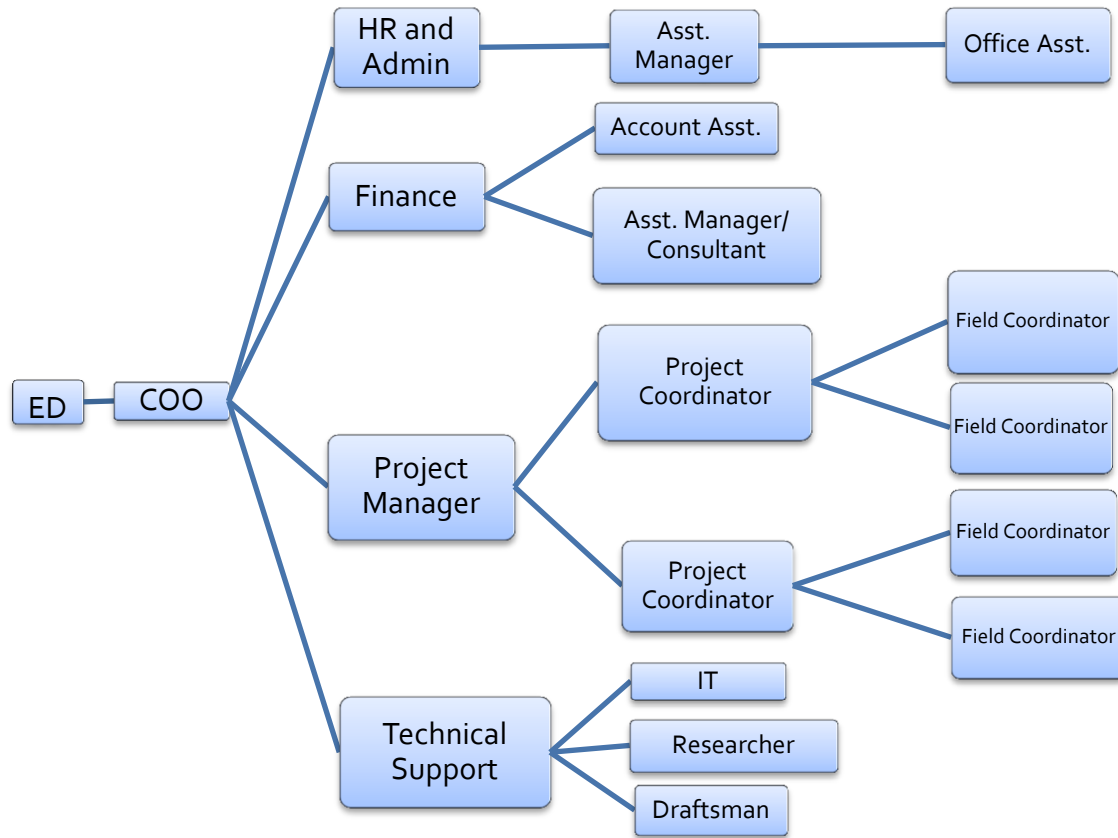 HR and
Admin
Asst.
Manager
Office Asst.
Account Asst.
Finance
Asst. Manager/
Consultant
Field Coordinator
Project
Coordinator
ED
COO
Field Coordinator
Project
Manager
Field Coordinator
Project
Coordinator
Field Coordinator
IT
Technical
Support
Researcher
Draftsman